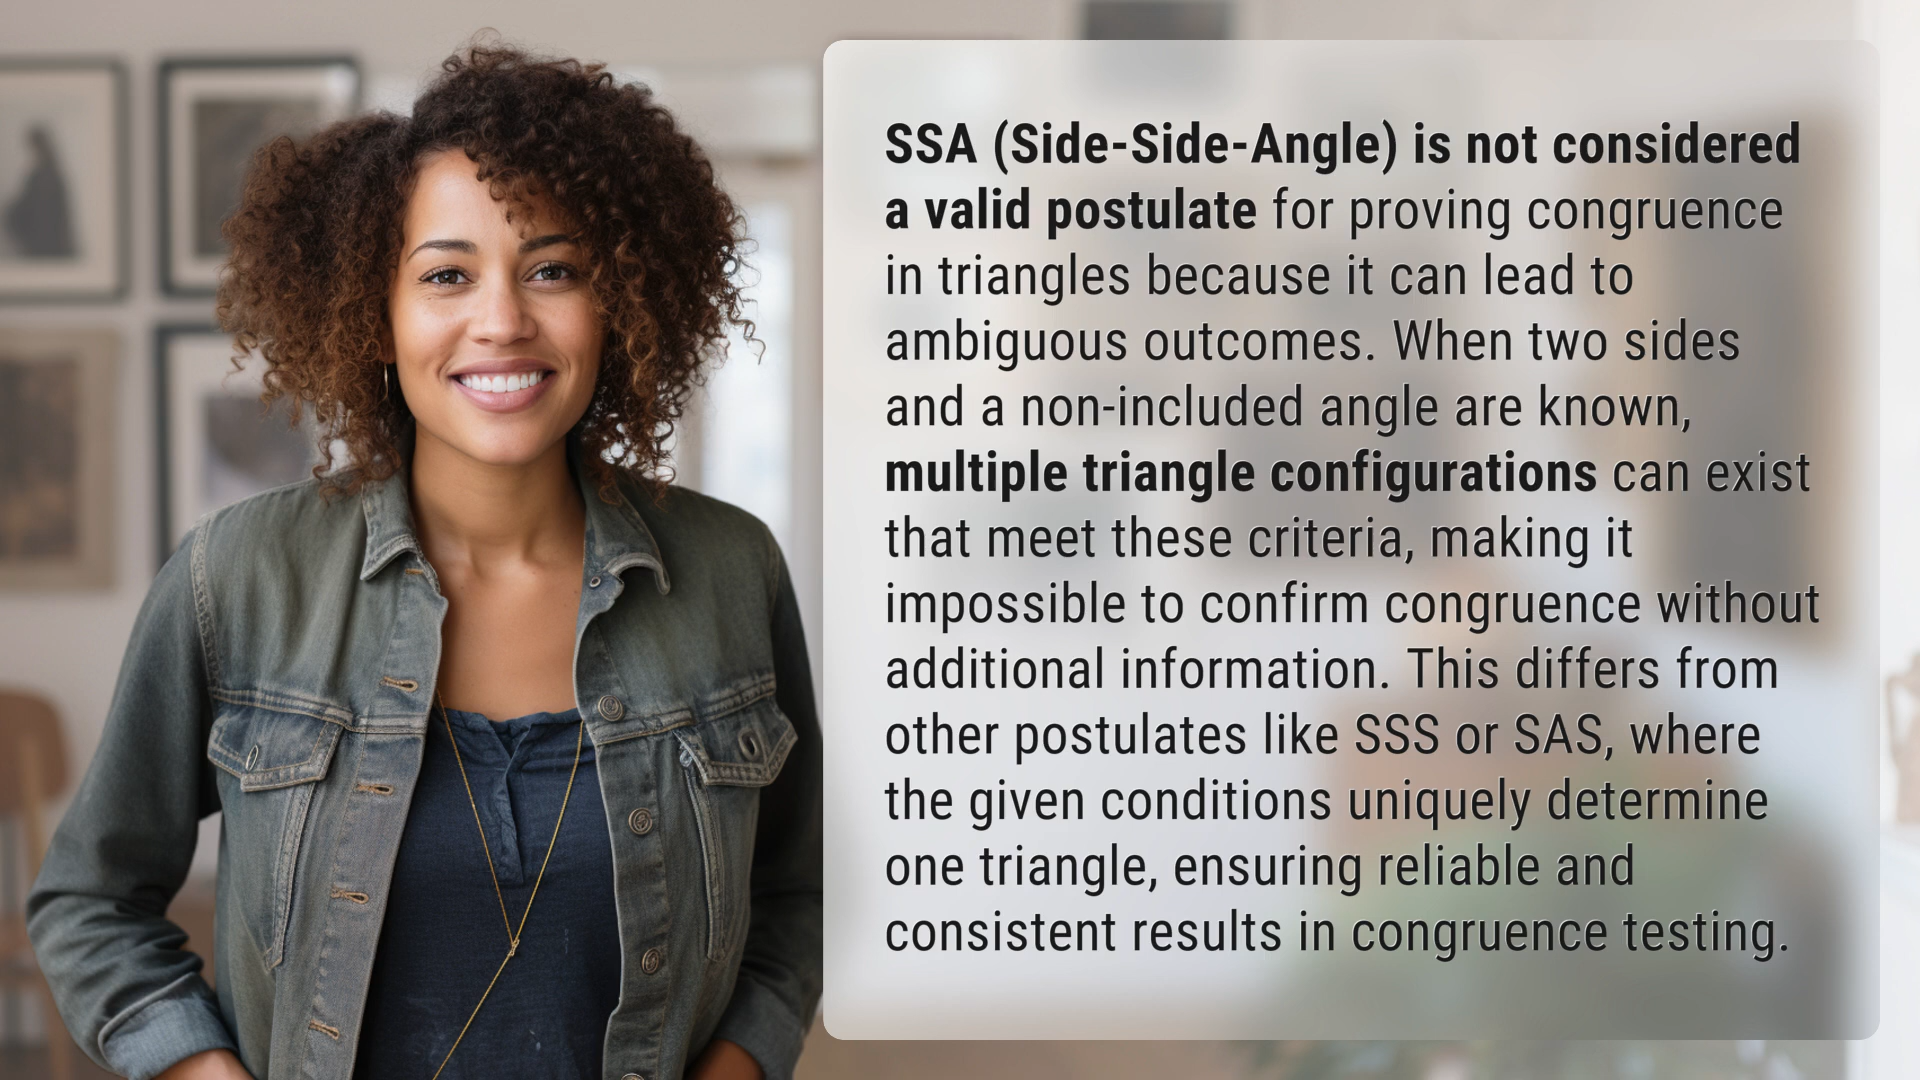 SSA (Side-Side-Angle) is not considered
a valid postulate for proving congruence
in triangles because it can lead to
ambiguous outcomes. When two sides
and a non-included angle are known,
multiple triangle configurations can exist
that meet these criteria, making it
impossible to confirm congruence without
additional information. This differs from
other postulates like SSS or SAS, where
the given conditions uniquely determine
one triangle, ensuring reliable and
consistent results in congruence testing.